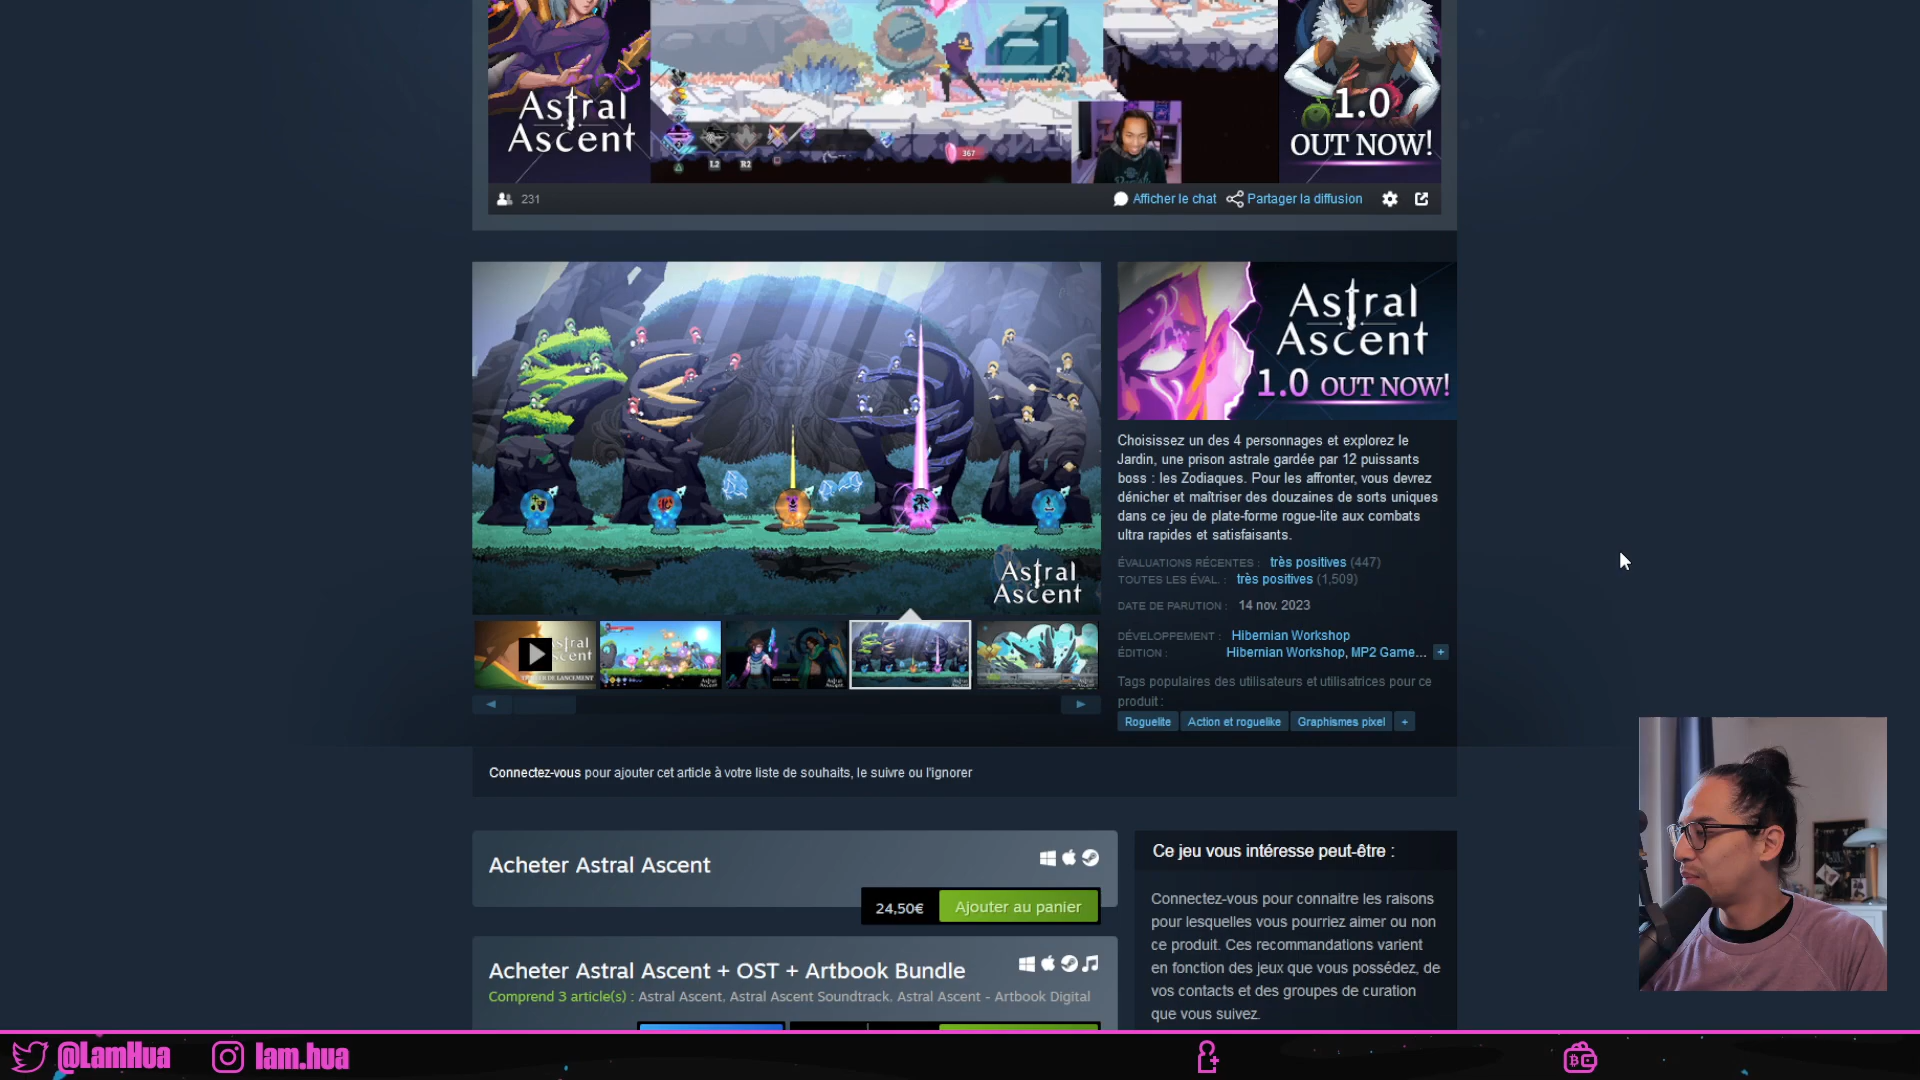 Astral
Ascent
L2
R2
367
1.0
OUT NOW!
231
Afficher le chat
Partager la diffusion
Astral
Ascent
1.0 OUT NOW!
Astral
Ascent
Choisissez un des 4 personnages et explorez le
Jardin, une prison astrale gardée par 12 puissants
boss : les Zodiaques. Pour les affronter, vous devrez
dénicher et maîtriser des douzaines de sorts uniques
dans ce jeu de plate-forme rogue-lite aux combats
ultra rapides et satisfaisants.
ÉVALUATIONS RÉCENTES : très positives (447)
TOUTES LES ÉVAL. : très positives (1,509)
DATE DE PARUTION : 14 nov. 2023
DÉVELOPPEMENT : Hibernian Workshop
ÉDITION : Hibernian Workshop, MP2 Game... +
Tags populaires des utilisateurs et utilisatrices pour ce
produit :
Roguelite Action et roguelike Graphismes pixel +
Connectez-vous pour ajouter cet article à votre liste de souhaits, le suivre ou l'ignorer
Acheter Astral Ascent
24,50€ Ajouter au panier
Acheter Astral Ascent + OST + Artbook Bundle
Comprend 3 article(s) : Astral Ascent, Astral Ascent Soundtrack, Astral Ascent - Artbook Digital
Ce jeu vous intéresse peut-être :
Connectez-vous pour connaitre les raisons
pour lesquelles vous pourriez aimer ou non
ce produit. Ces recommandations varient
en fonction des jeux que vous possédez, de
vos contacts et des groupes de curation
que vous suivez.
@LamHua
lam.hua